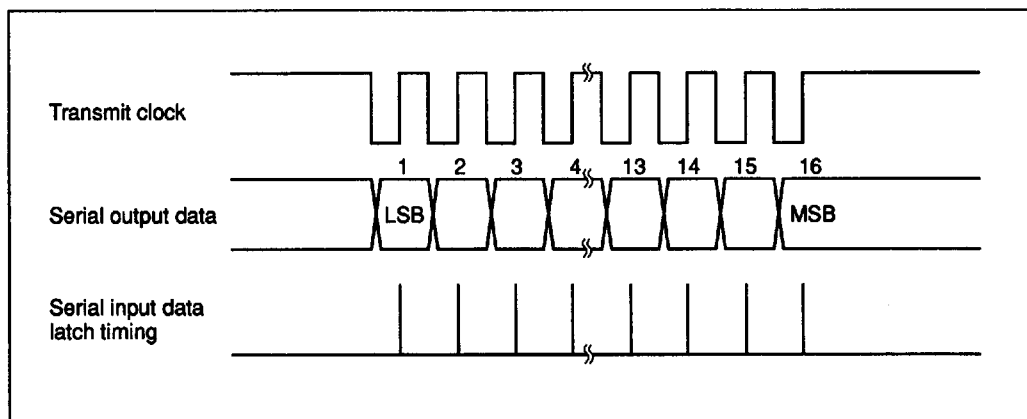 Transmit clock
1 2 3 4 13 14 15 16
Serial output data LSB MSB
Serial input data
latch timing